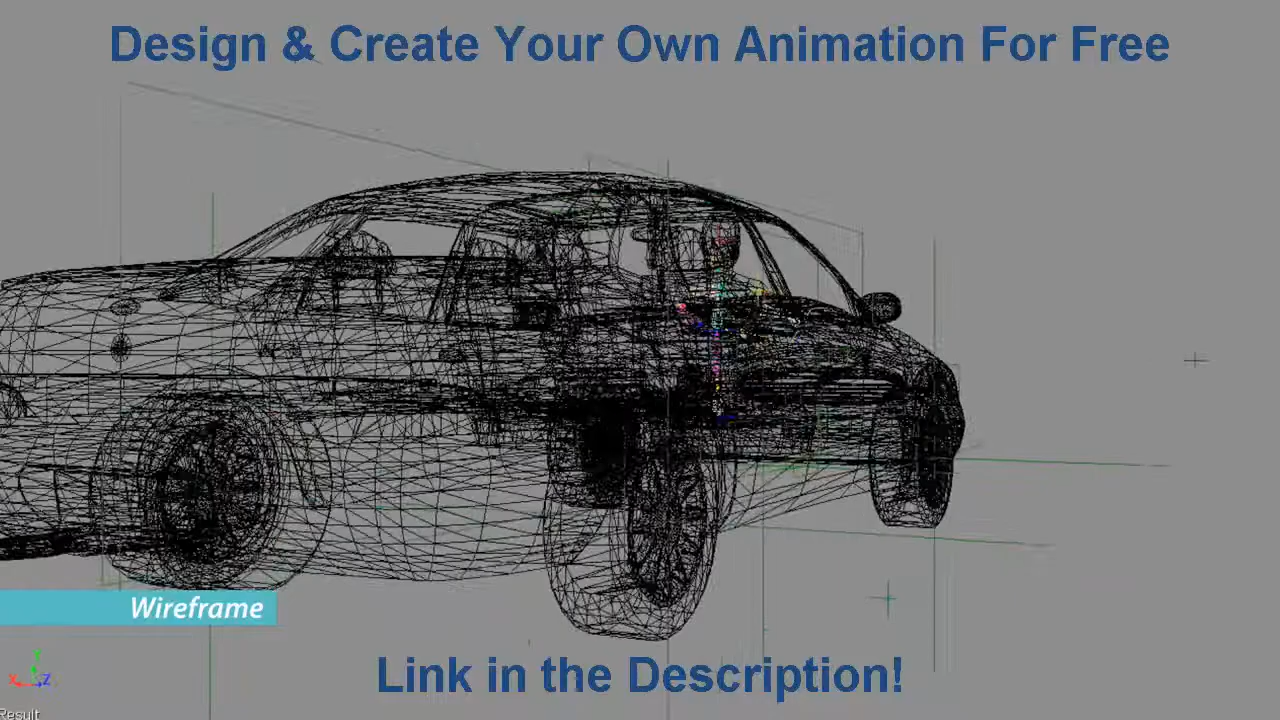 Design & Create Your Own Animation For Free
Wireframe
Y
X Z
Link in the Description!
Result